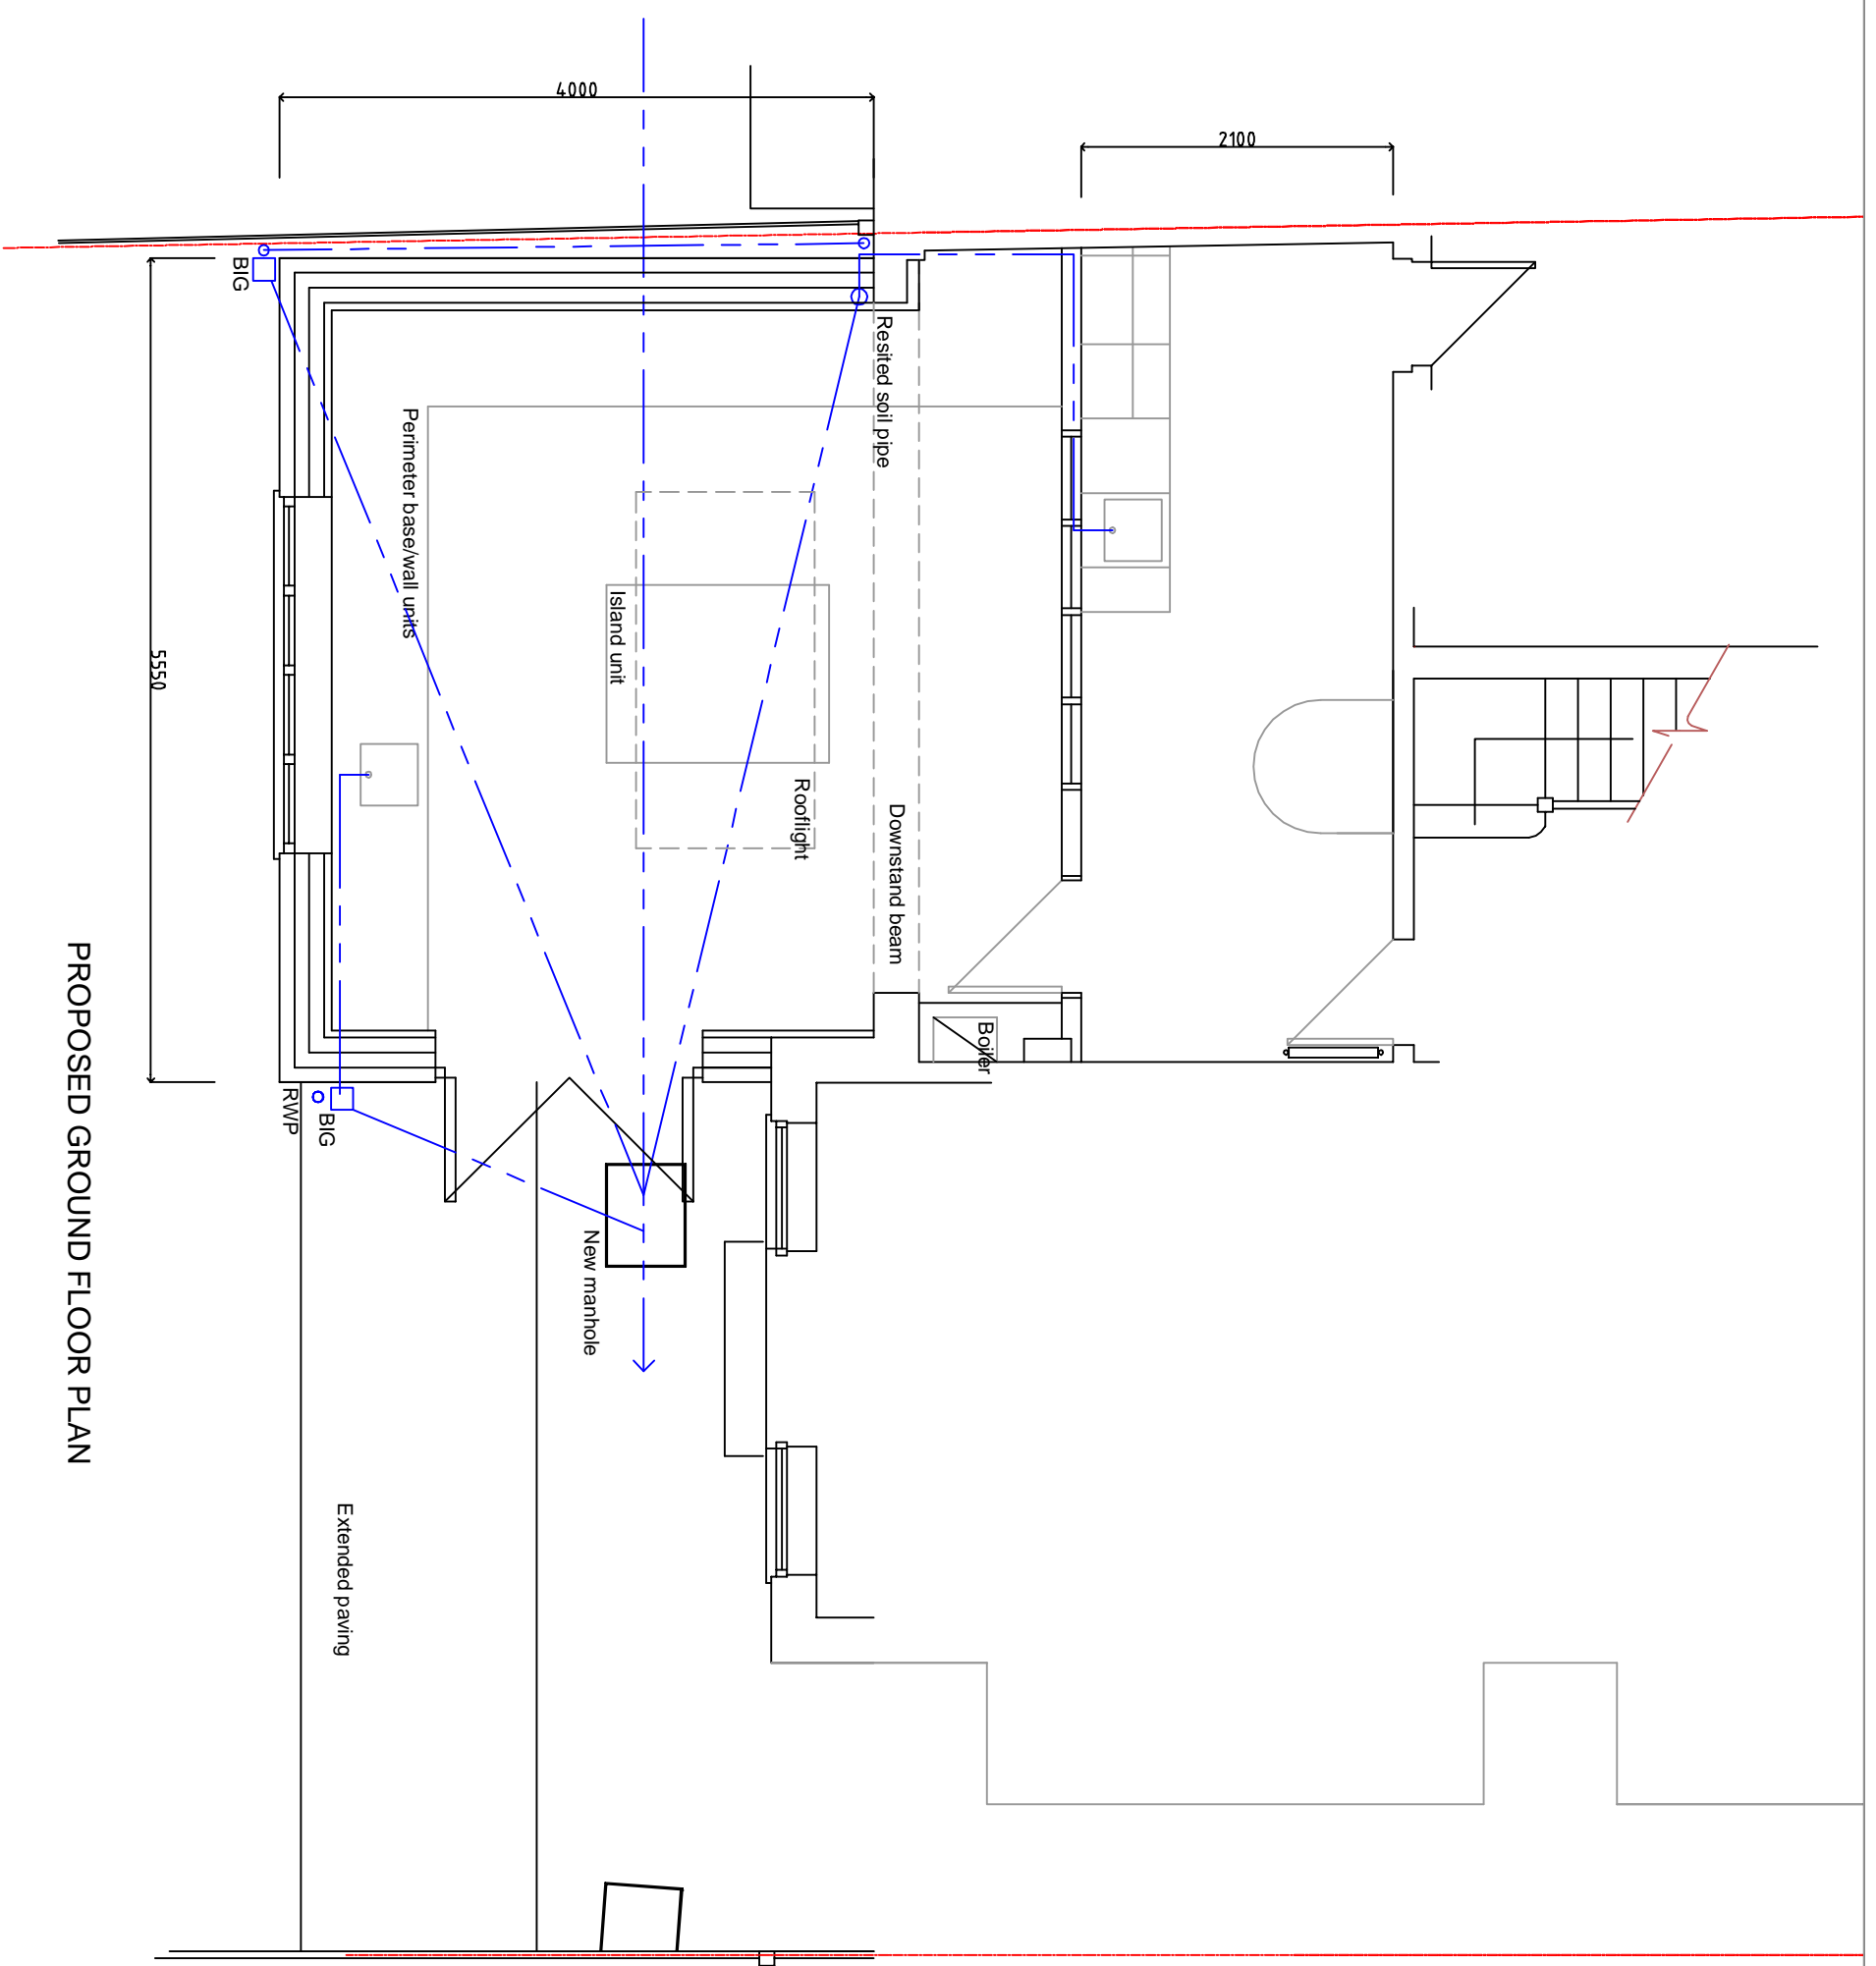 4000
2100
BIG
Resited soil pipe
Perimeter base/wall units
Island unit
5550
Rooflight
Downstand beam
Boiler
RWP
BIG
New manhole
PROPOSED GROUND FLOOR PLAN
Extended paving